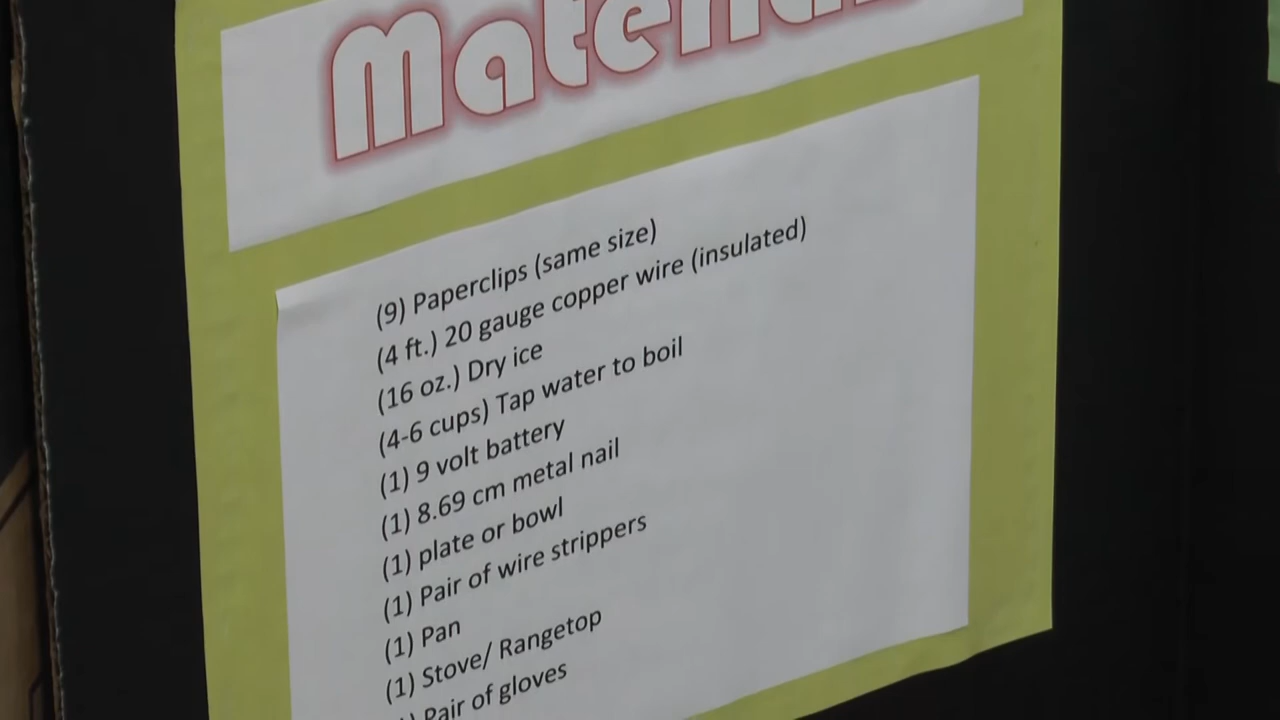 (9) Paperclips (same size)
(4 ft.) 20 gauge copper wire (insulated)
(16 oz.) Dry ice
(4-6 cups) Tap water to boil
(1) 9 volt battery
(1) 8.69 cm metal nail
(1) plate or bowl
(1) Pair of wire strippers
(1) Pan
(1) Stove/ Rangetop
Pair of gloves